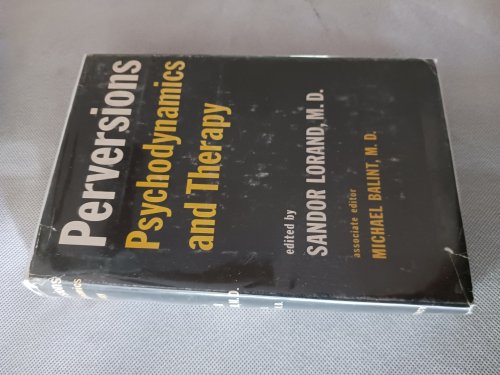 Perversions
Psychodynamics
and Therapy
edited by
SANDOR LORAND, M.D.
associate editor
MICHAEL BALINT, M.D.